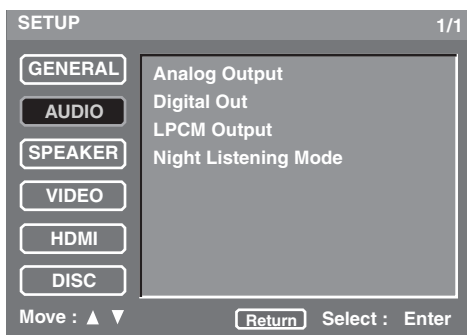 SETUP 1/1
GENERAL
AUDIO
SPEAKER
VIDEO
HDMI
DISC
Analog Output
Digital Out
LPCM Output
Night Listening Mode
Move : ▲ ▼ Return Select : Enter